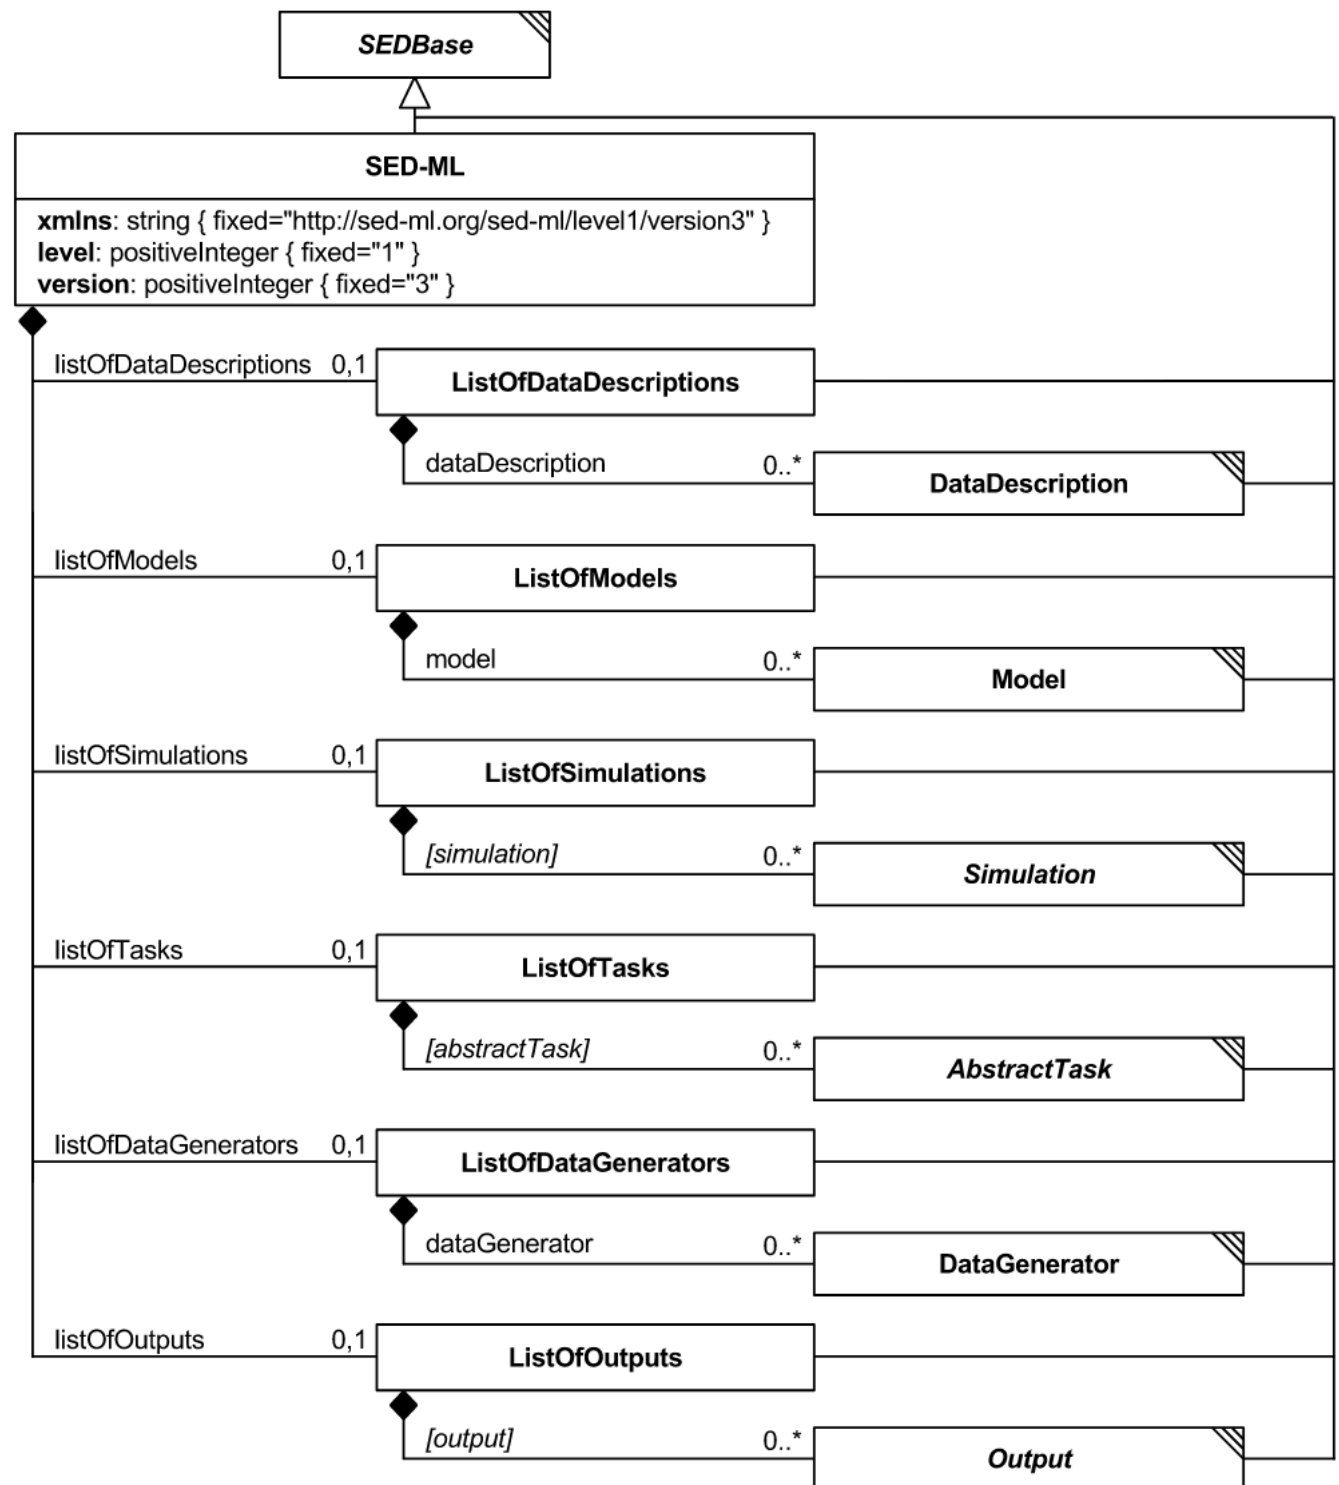 SEDBase
SED-ML
xmlns: string { fixed="http://sed-ml.org/sed-ml/level1/version3" }
level: positiveInteger { fixed="1" }
version: positiveInteger { fixed="3" }
listOfDataDescriptions 0,1
ListOfDataDescriptions
dataDescription 0..*
DataDescription
listOfModels 0,1
ListOfModels
model 0..*
Model
listOfSimulations 0,1
ListOfSimulations
[simulation] 0..*
Simulation
listOfTasks 0,1
ListOfTasks
[abstractTask] 0..*
AbstractTask
listOfDataGenerators 0,1
ListOfDataGenerators
dataGenerator 0..*
DataGenerator
listOfOutputs 0,1
ListOfOutputs
[output] 0..*
Output